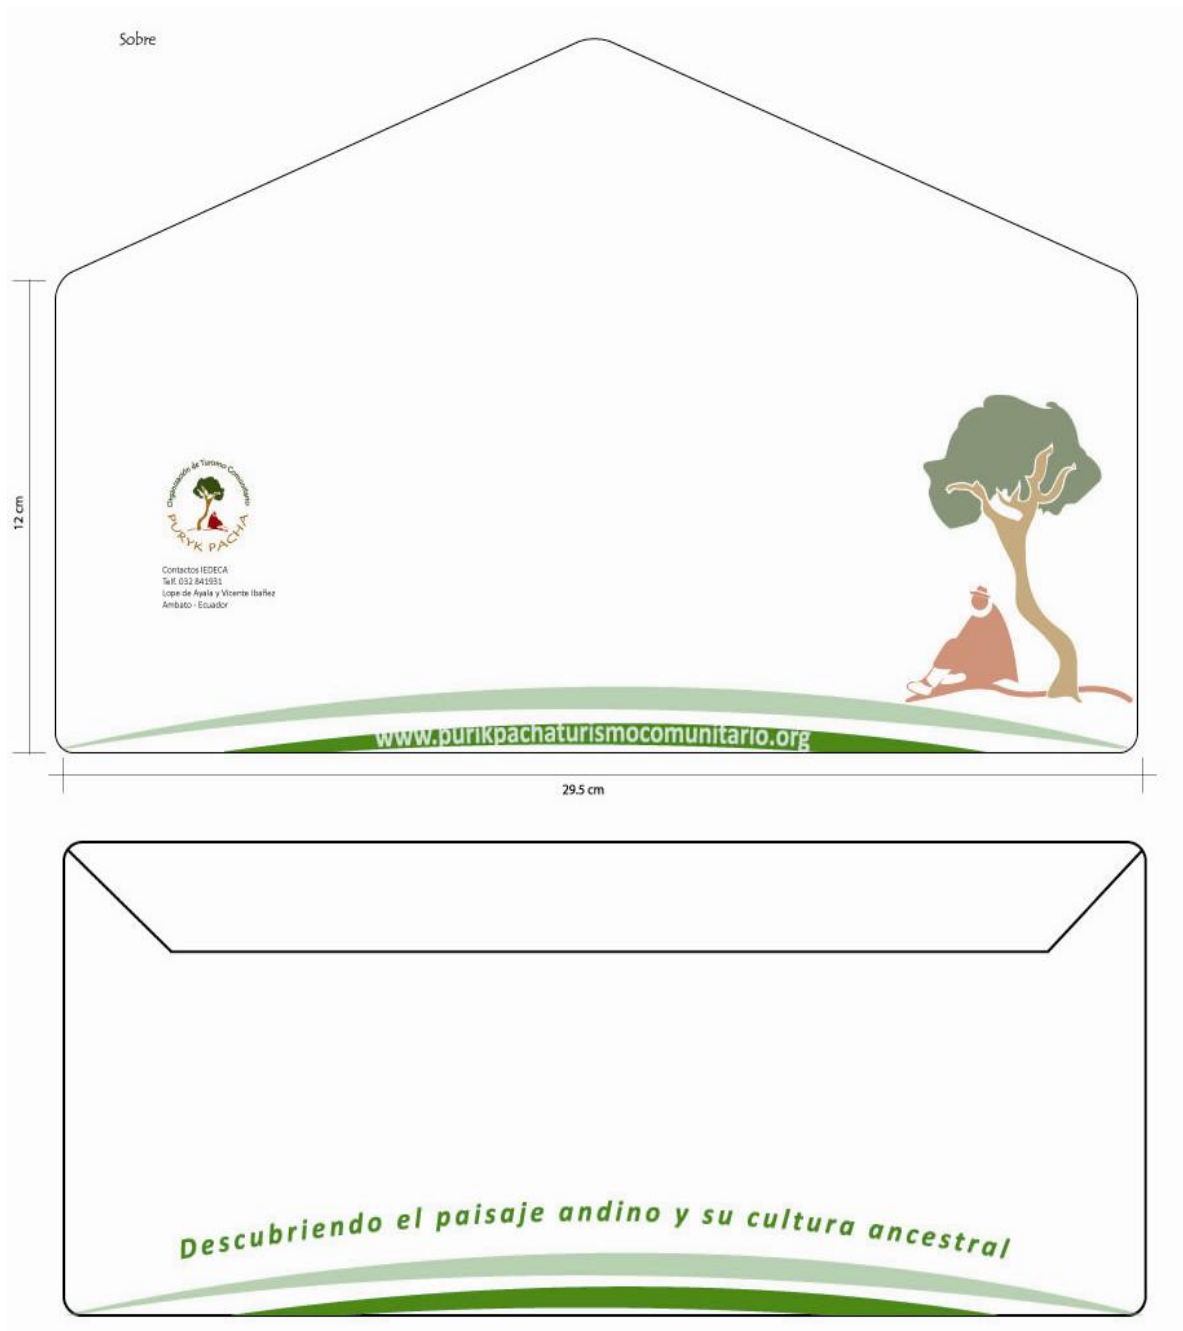 Sobre
Organización de Turismo Comunitario
PURYK PACHA
Contactos IEDECA
Telf. 032 841931
Lope de Ayala y Vicente Ibañez
Ambato - Ecuador
12 cm
www.purikpachaturismocomunitario.org
29.5 cm
Descubriendo el paisaje andino y su cultura ancestral